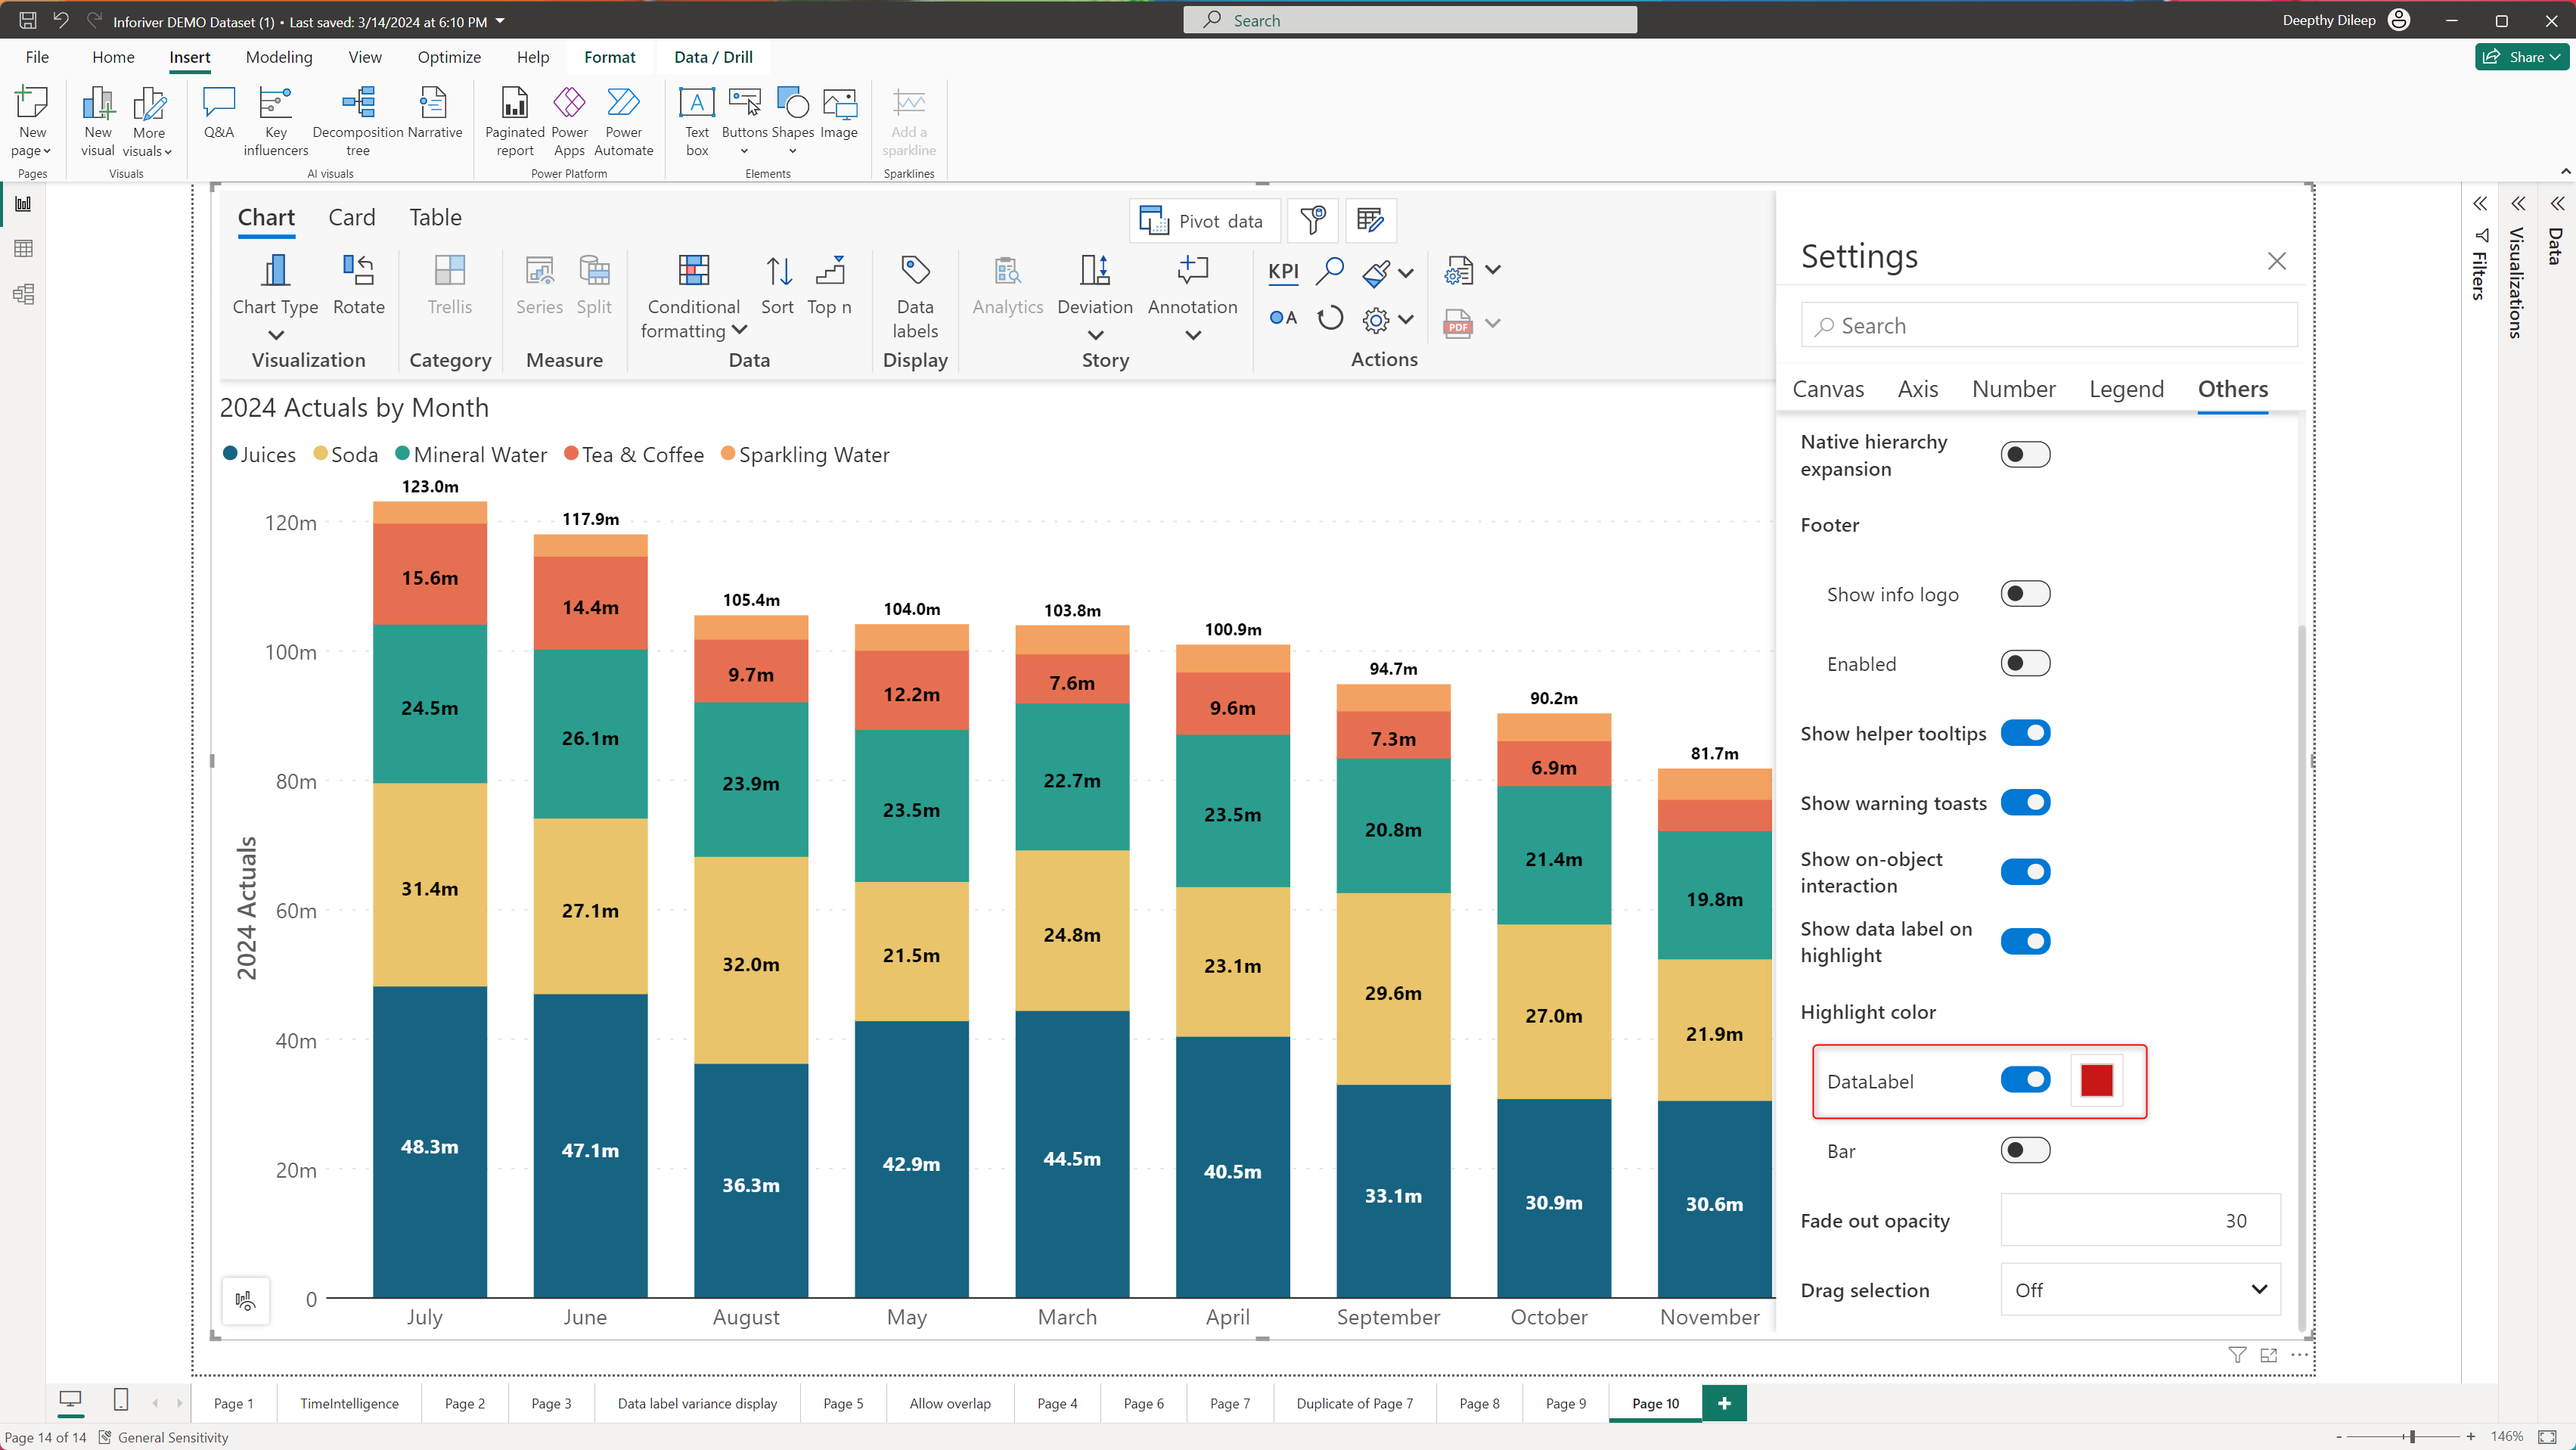 Inforiver DEMO Dataset (1) • Last saved: 3/14/2024 at 6:10 PM
Search
Deepthy Dileep
File Home Insert Modeling View Optimize Help Format Data / Drill
Share
New page
New visual
More visuals
Q&A
Key influencers
Decomposition tree
Narrative
Paginated report
Power Apps
Power Automate
Text box
Buttons
Shapes
Image
Add a sparkline
Pages Visuals AI visuals Power Platform Elements Sparklines
Chart Card Table
Pivot data
Chart Type Rotate Trellis Series Split
Conditional formatting
Sort Top n
Data labels
Analytics Deviation Annotation
KPI
A
PDF
Visualization Category Measure Data Display Story Actions
2024 Actuals by Month
Juices Soda Mineral Water Tea & Coffee Sparkling Water
2024 Actuals
120m
100m
80m
60m
40m
20m
0
123.0m
15.6m
24.5m
31.4m
48.3m
July
117.9m
14.4m
26.1m
27.1m
47.1m
June
105.4m
9.7m
23.9m
32.0m
36.3m
August
104.0m
12.2m
23.5m
21.5m
42.9m
May
103.8m
7.6m
22.7m
24.8m
44.5m
March
100.9m
9.6m
23.5m
23.1m
40.5m
April
94.7m
7.3m
20.8m
29.6m
33.1m
September
90.2m
6.9m
21.4m
27.0m
30.9m
October
81.7m
19.8m
21.9m
30.6m
November
Settings
Search
Canvas Axis Number Legend Others
Native hierarchy
expansion
Footer
Show info logo
Enabled
Show helper tooltips
Show warning toasts
Show on-object
interaction
Show data label on
highlight
Highlight color
DataLabel
Bar
Fade out opacity 30
Drag selection Off
Filters
Visualizations
Data
Page 1 TimeIntelligence Page 2 Page 3 Data label variance display Page 5 Allow overlap Page 4 Page 6 Page 7 Duplicate of Page 7 Page 8 Page 9 Page 10 +
Page 14 of 14 General Sensitivity
- + 146%